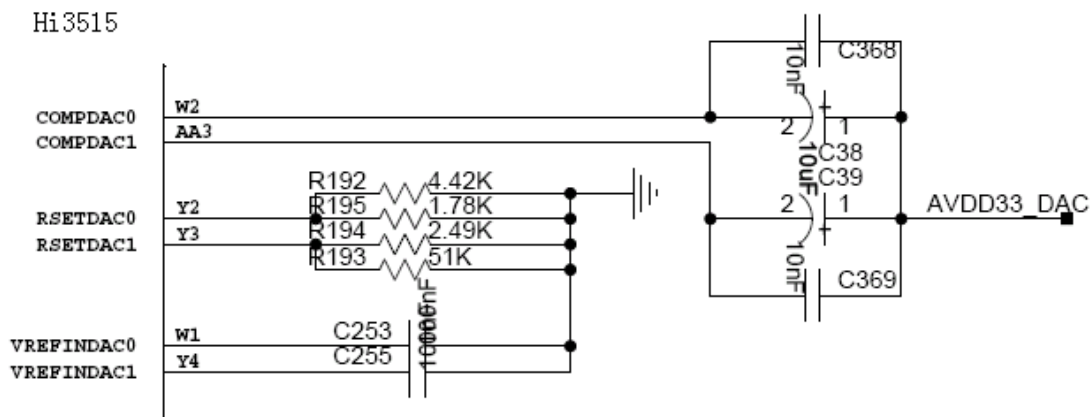 Hi3515
C368
10nF
COMPDAC0 W2
2 1
COMPDAC1 AA3
C38
10uF
C39
R192 4.42K
R195 1.78K
RSETDAC0 Y2
R194 2.49K
RSETDAC1 Y3
R193 51K
2 1
AVDD33_DAC
10nF
C369
C253
VREFINDAC0 W1
C255
VREFINDAC1 Y4